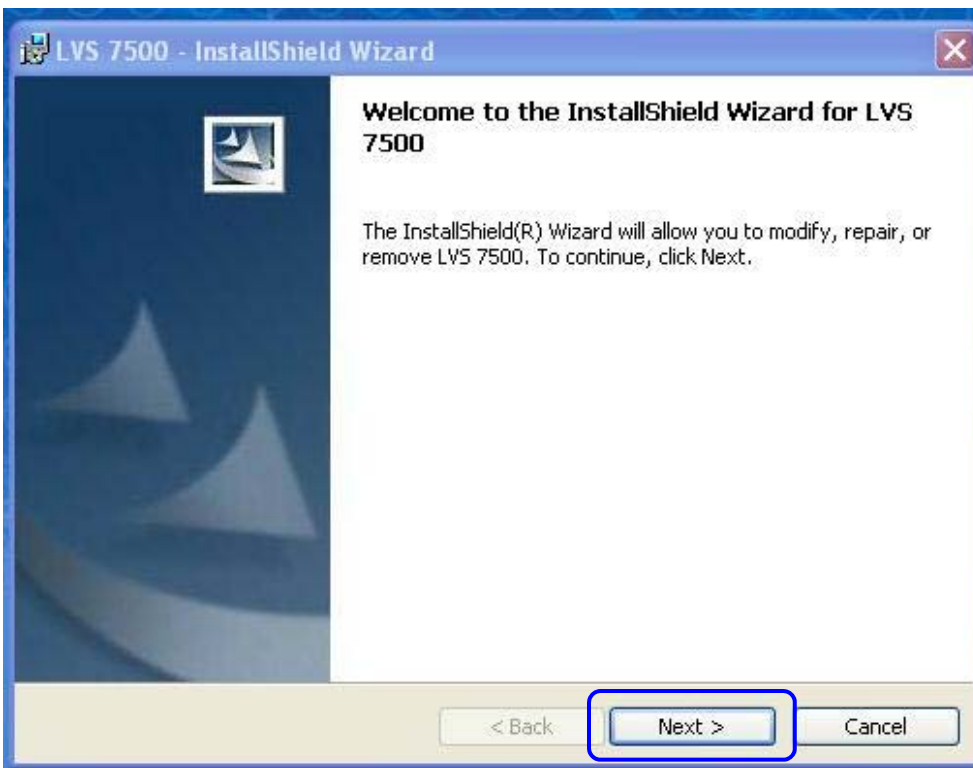 LVS 7500 - InstallShield Wizard
Welcome to the InstallShield Wizard for LVS
7500
The InstallShield(R) Wizard will allow you to modify, repair, or
remove LVS 7500. To continue, click Next.
< Back Next > Cancel